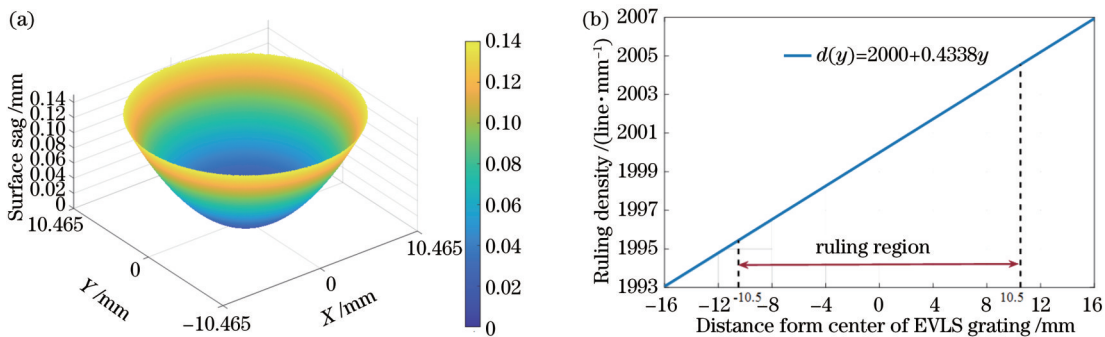 (a)
Surface sag /mm
0.14
0.12
0.10
0.08
0.06
0.04
0.02
0
10.465
0
Y /mm
−10.465
0
X /mm
10.465
0.14
0.12
0.10
0.08
0.06
0.04
0.02
0
(b)
Ruling density /(line·mm⁻¹)
2007
2005
2003
2001
1999
1997
1995
1993
d(y)=2000+0.4338y
ruling region
−16 −12 -10.5 −8 −4 0 4 8 10.5 12 16
Distance form center of EVLS grating /mm